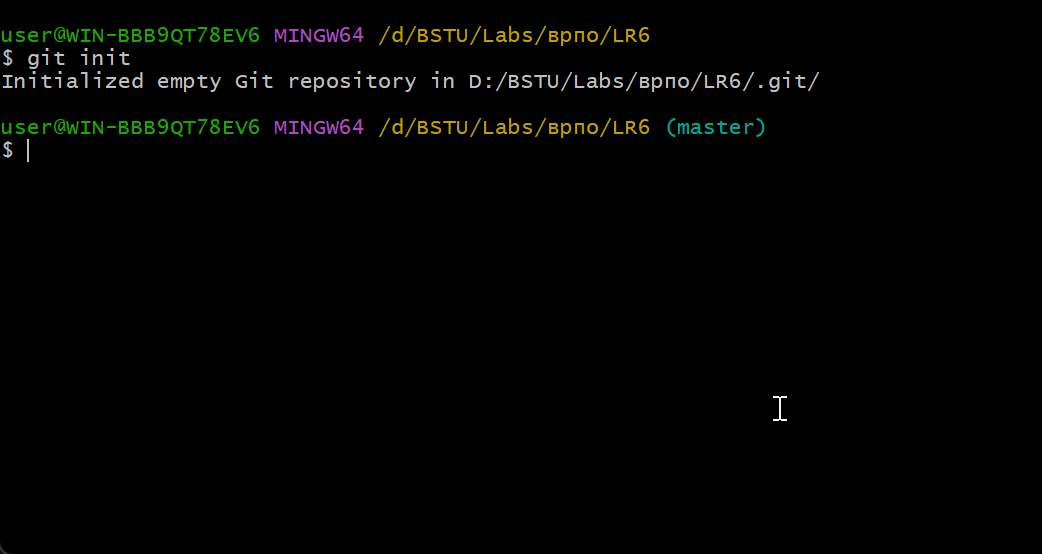 user@WIN-BBB9QT78EV6 MINGW64 /d/BSTU/Labs/врпо/LR6
$ git init
Initialized empty Git repository in D:/BSTU/Labs/врпо/LR6/.git/
user@WIN-BBB9QT78EV6 MINGW64 /d/BSTU/Labs/врпо/LR6 (master)
$